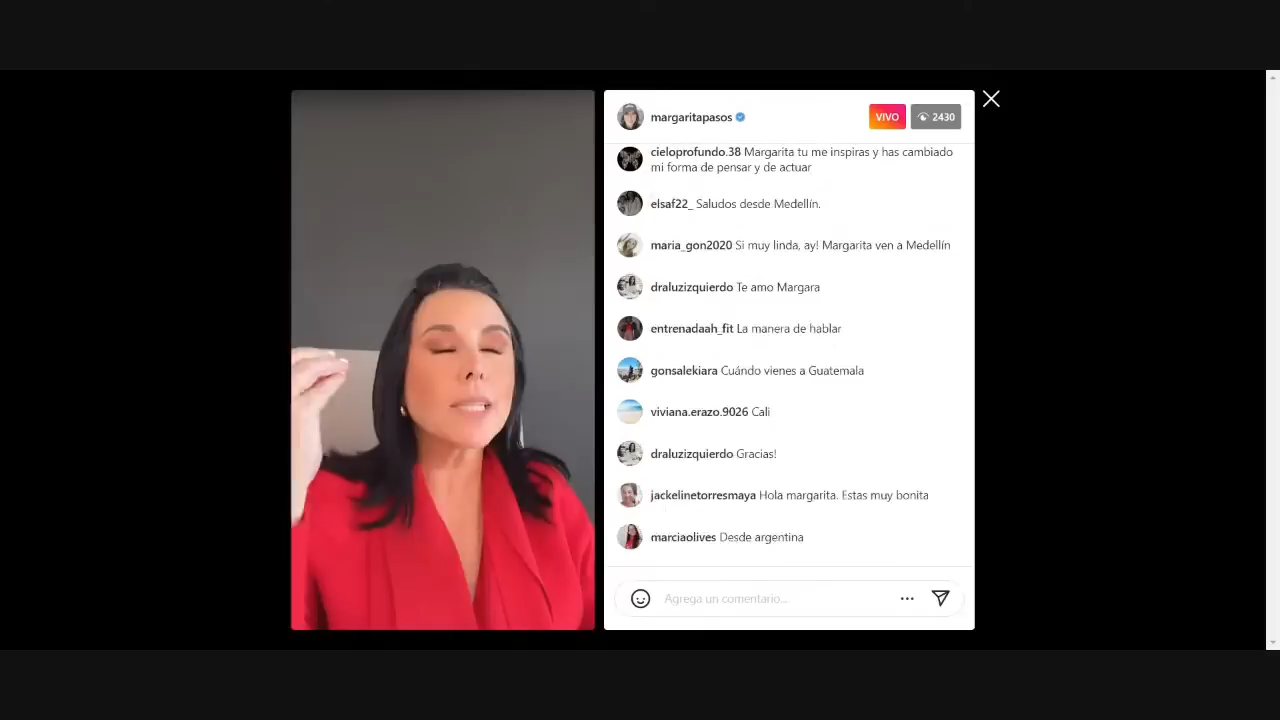 margaritapasos
VIVO
2430
cieloprofundo.38 Margarita tu me inspiras y has cambiado
mi forma de pensar y de actuar
elsaf22_ Saludos desde Medellín.
maria_gon2020 Si muy linda, ay! Margarita ven a Medellín
draluzizquierdo Te amo Margara
entrenadaah_fit La manera de hablar
gonsalekiara Cuándo vienes a Guatemala
viviana.erazo.9026 Cali
draluzizquierdo Gracias!
jackelinetorresmaya Hola margarita. Estas muy bonita
marciaolives Desde argentina
Agrega un comentario...